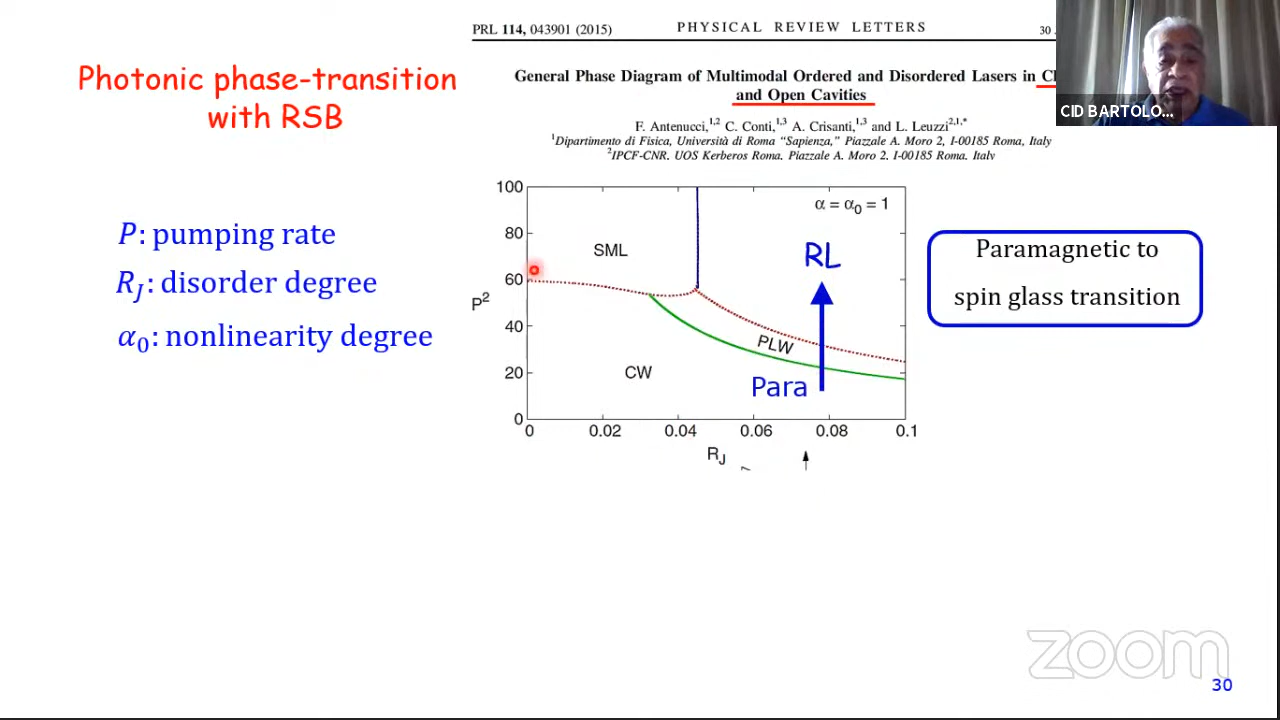 PRL 114, 043901 (2015)
PHYSICAL REVIEW LETTERS
30
Photonic phase-transition
with RSB
General Phase Diagram of Multimodal Ordered and Disordered Lasers in
and Open Cavities
CID BARTOLO...
F. Antenucci,1,2 C. Conti,1,3 A. Crisanti,1,3 and L. Leuzzi2,1,*
1Dipartimento di Fisica, Università di Roma “Sapienza,” Piazzale A. Moro 2, I-00185 Roma, Italy
2IPCF-CNR, UOS Kerberos Roma, Piazzale A. Moro 2, I-00185 Roma, Italy
P: pumping rate
RJ: disorder degree
α0: nonlinearity degree
100
80
60
40
20
0
P2
α = α0 = 1
SML
RL
PLW
CW
Para
0 0.02 0.04 0.06 0.08 0.1
RJ
Paramagnetic to
spin glass transition
zoom
30